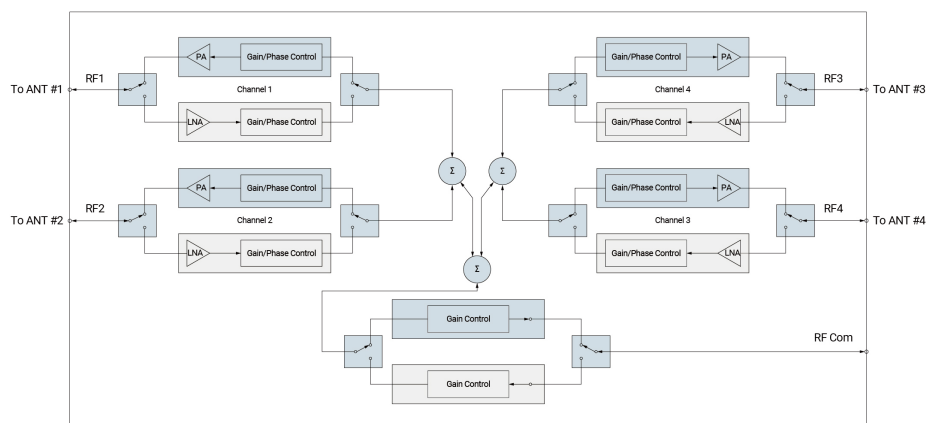 PA
Gain/Phase Control
Gain/Phase Control
PA
To ANT #1
RF1
Channel 1
Channel 4
RF3
To ANT #3
LNA
Gain/Phase Control
Gain/Phase Control
LNA
Σ
Σ
PA
Gain/Phase Control
Gain/Phase Control
PA
To ANT #2
RF2
Channel 2
Channel 3
RF4
To ANT #4
LNA
Gain/Phase Control
Gain/Phase Control
LNA
Σ
Gain Control
RF Com
Gain Control